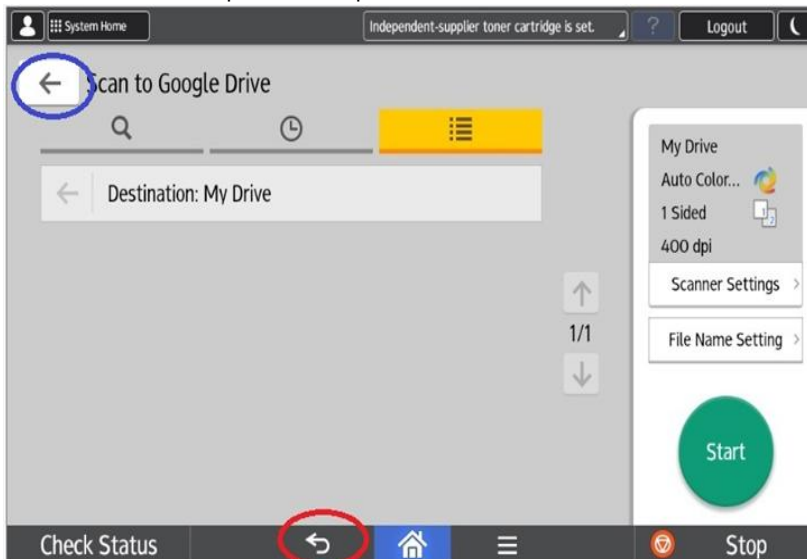 System Home
Independent-supplier toner cartridge is set.
?
Logout
Scan to Google Drive
Destination: My Drive
1/1
My Drive
Auto Color...
1 Sided
400 dpi
Scanner Settings
File Name Setting
Start
Check Status
Stop